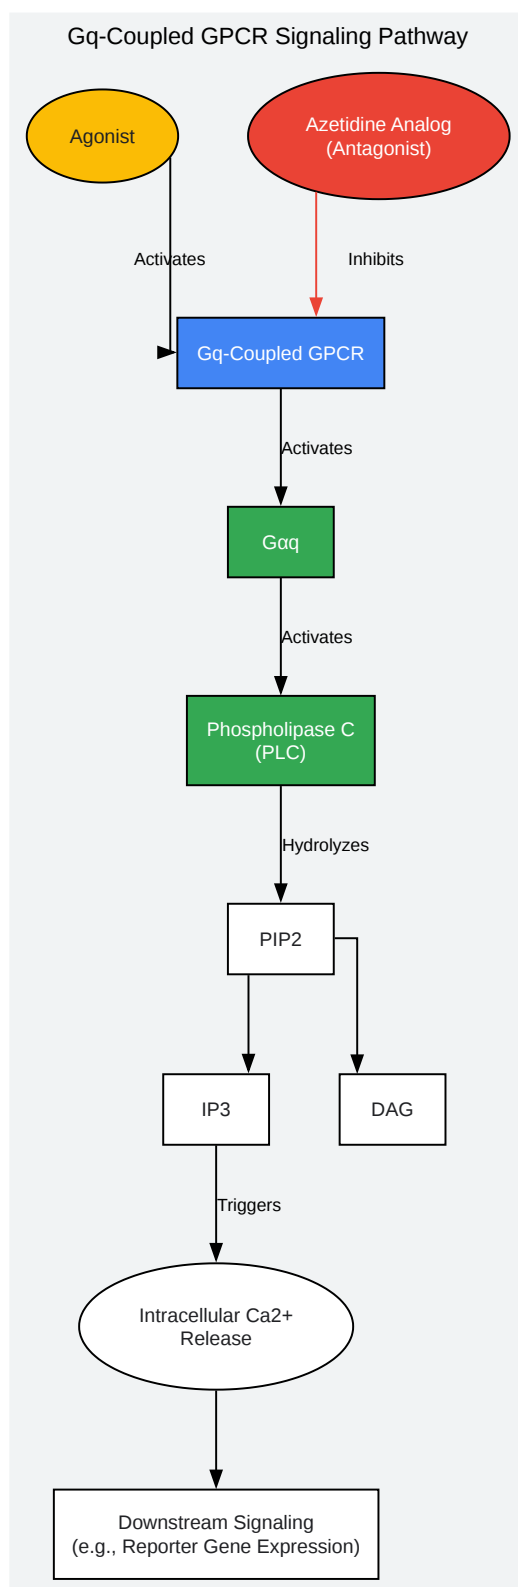 Gq-Coupled GPCR Signaling Pathway
Agonist
Azetidine Analog
(Antagonist)
Activates
Inhibits
Gq-Coupled GPCR
Activates
Gαq
Activates
Phospholipase C
(PLC)
Hydrolyzes
PIP2
IP3
DAG
Triggers
Intracellular Ca2+
Release
Downstream Signaling
(e.g., Reporter Gene Expression)